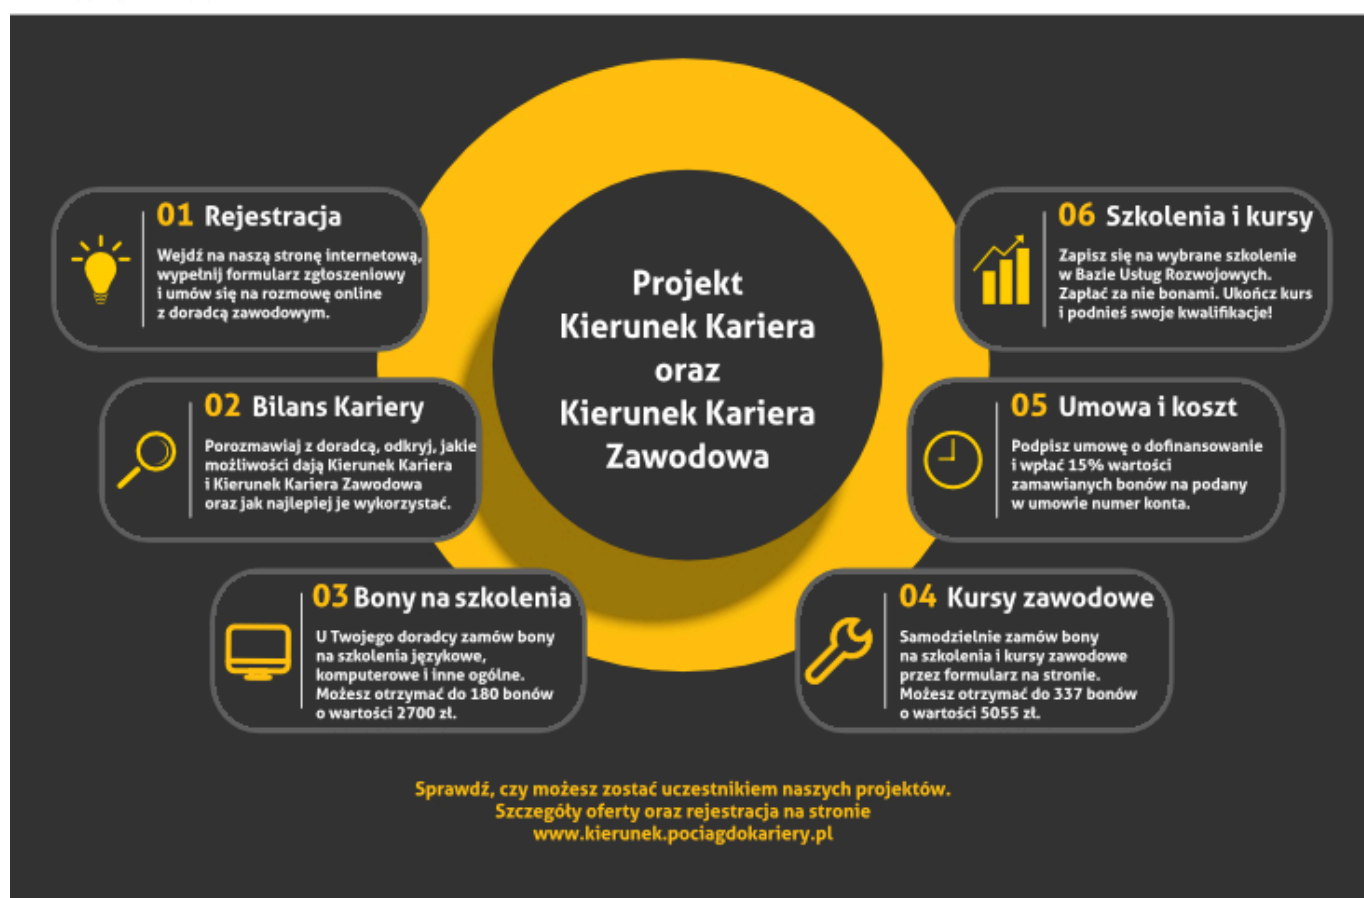 Projekt
Kierunek Kariera
oraz
Kierunek Kariera
Zawodowa
01 Rejestracja
Wejdź na naszą stronę internetową,
wypełnij formularz zgłoszeniowy
i umów się na rozmowę online
z doradcą zawodowym.
02 Bilans Kariery
Porozmawiaj z doradcą, odkryj, jakie
możliwości dają Kierunek Kariera
i Kierunek Kariera Zawodowa
oraz jak najlepiej je wykorzystać.
03 Bony na szkolenia
U Twojego doradcy zamów bony
na szkolenia językowe,
komputerowe i inne ogólne.
Możesz otrzymać do 180 bonów
o wartości 2700 zł.
04 Kursy zawodowe
Samodzielnie zamów bony
na szkolenia i kursy zawodowe
przez formularz na stronie.
Możesz otrzymać do 337 bonów
o wartości 5055 zł.
05 Umowa i koszt
Podpisz umowę o dofinansowanie
i wpłać 15% wartości
zamawianych bonów na podany
w umowie numer konta.
06 Szkolenia i kursy
Zapisz się na wybrane szkolenie
w Bazie Usług Rozwojowych.
Zapłać za nie bonami. Ukończ kurs
i podnieś swoje kwalifikacje!
Sprawdź, czy możesz zostać uczestnikiem naszych projektów.
Szczegóły oferty oraz rejestracja na stronie
www.kierunek.pociagdokariery.pl